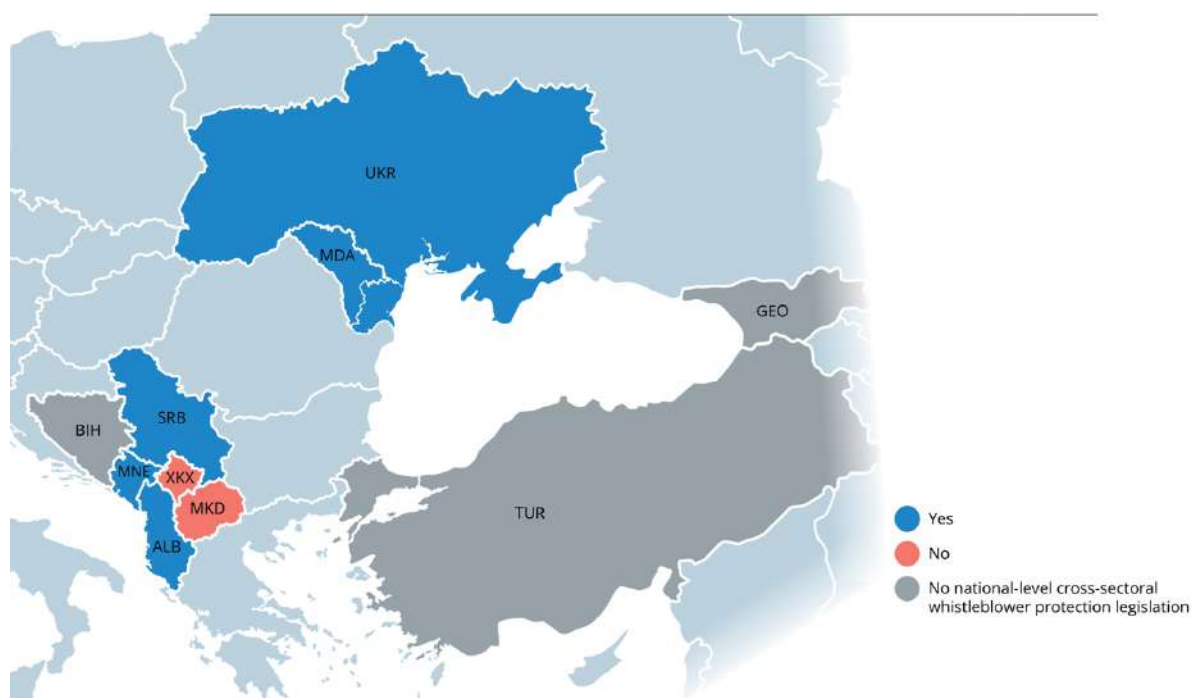 UKR
MDA
GEO
SRB
BIH
MNE
XKX
MKD
TUR
ALB
Yes
No
No national-level cross-sectoral
whistleblower protection legislation